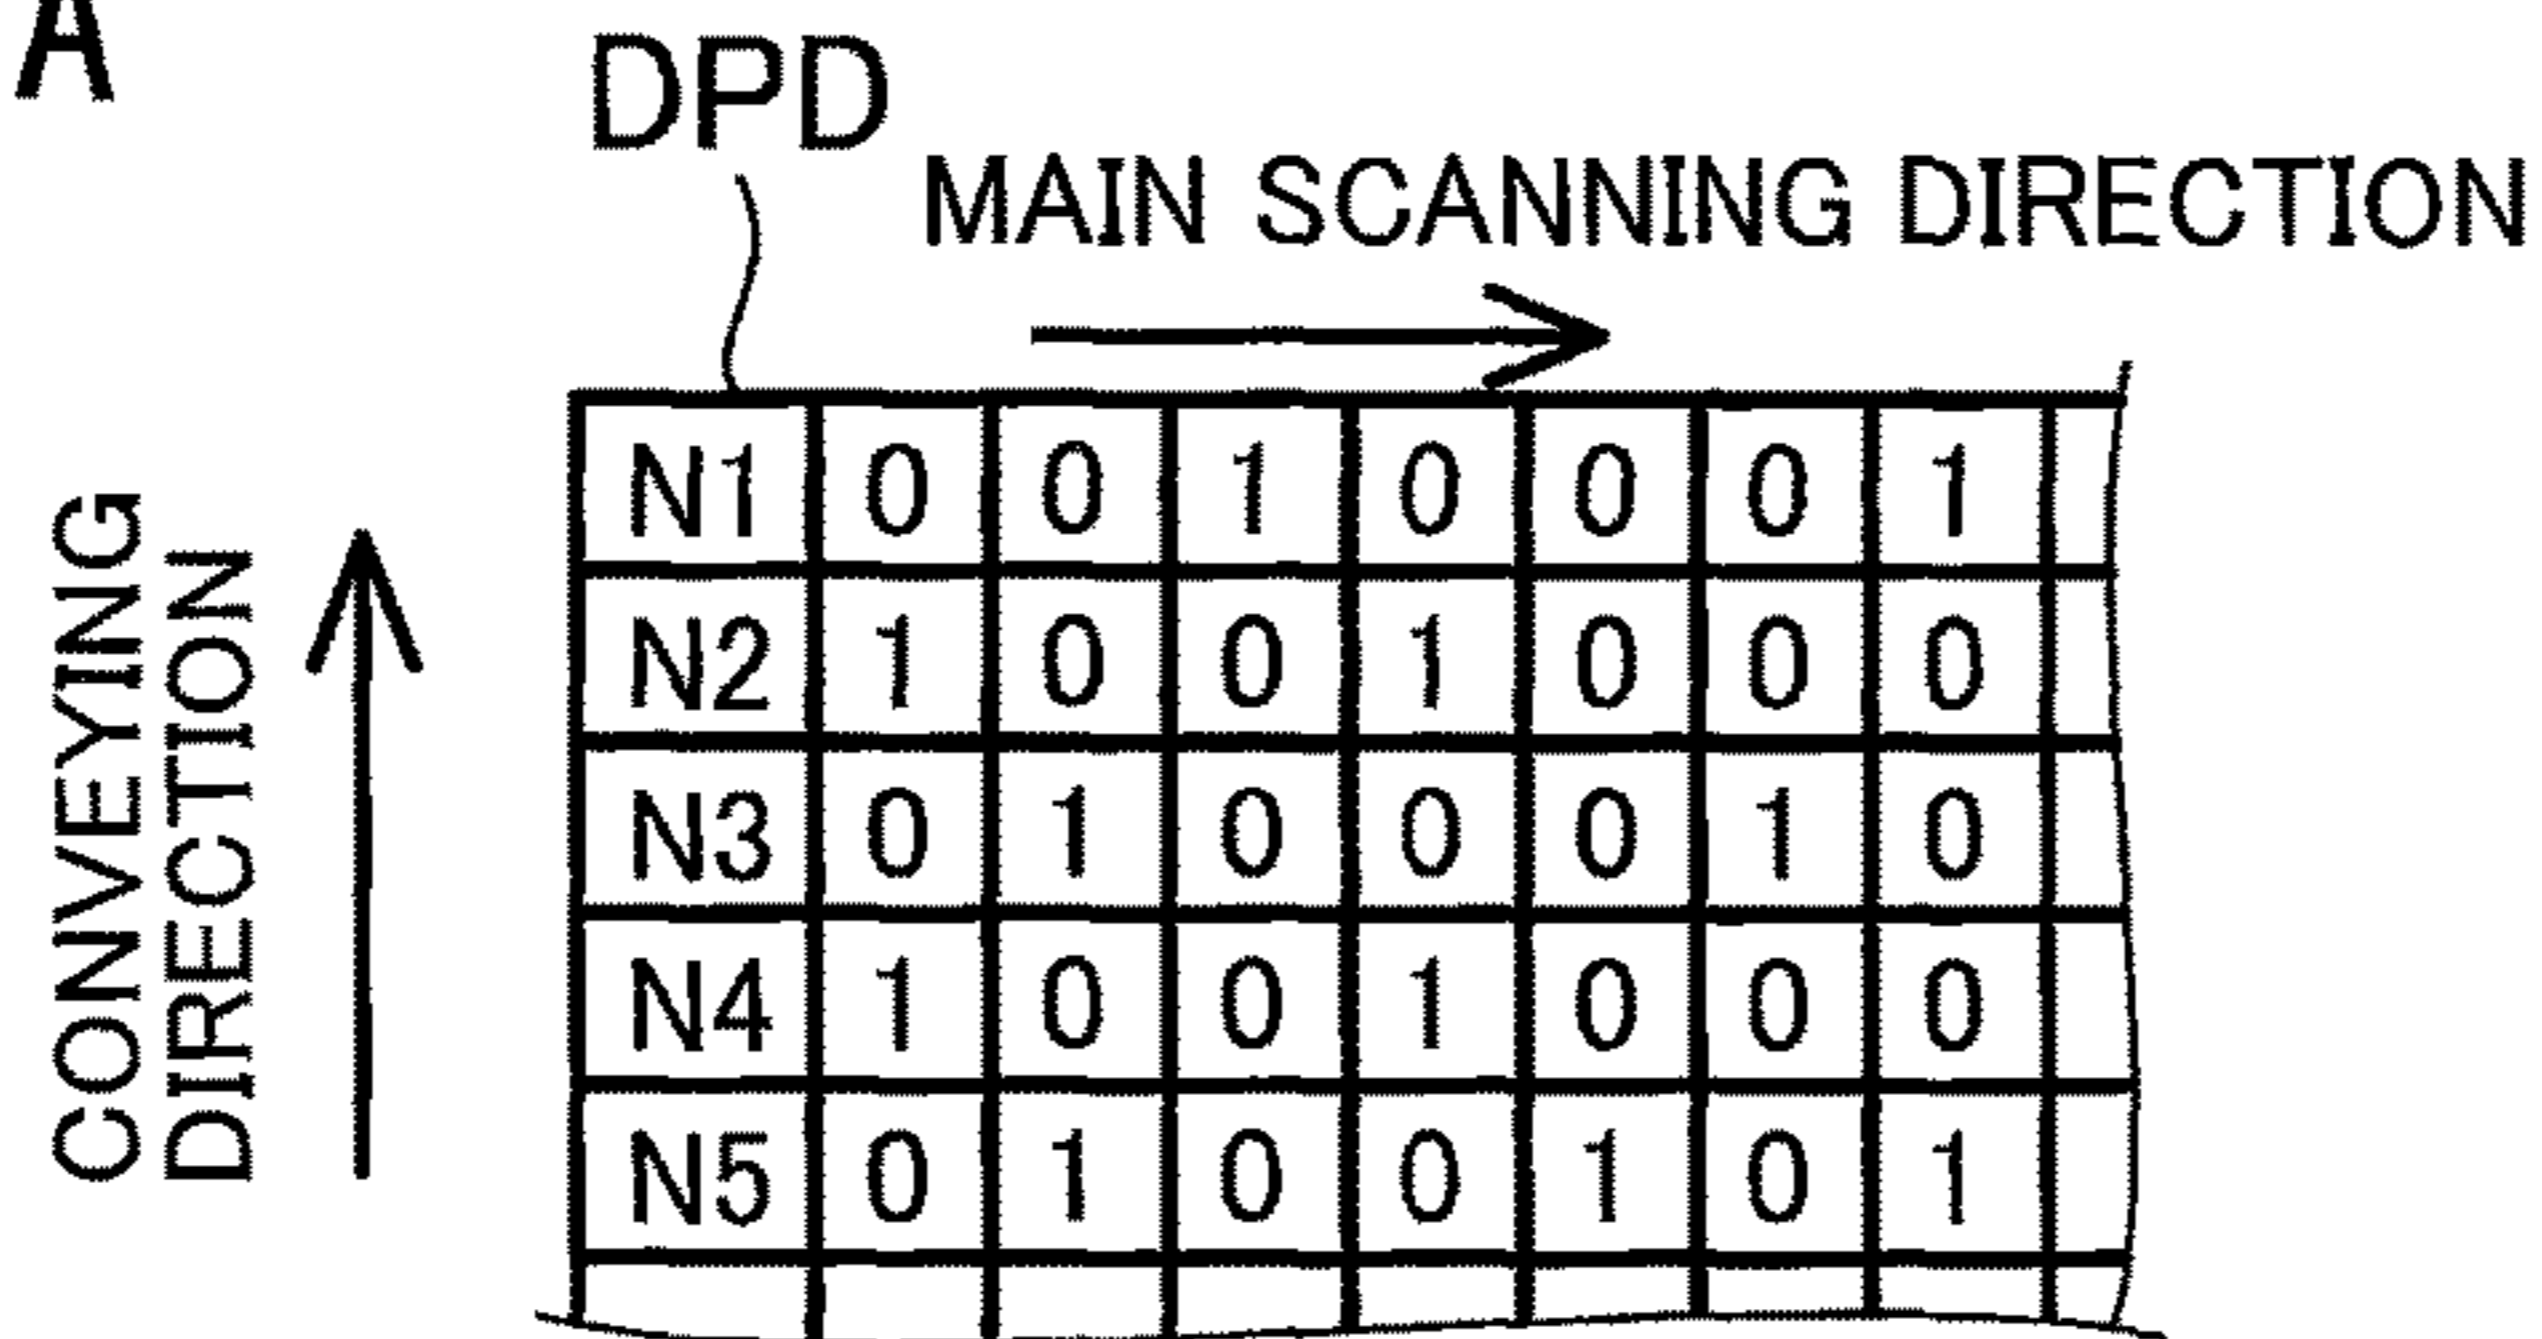 A
DPD
MAIN SCANNING DIRECTION
CONVEYING
DIRECTION
N1 0 0 1 0 0 0 1
N2 1 0 0 1 0 0 0
N3 0 1 0 0 0 1 0
N4 1 0 0 1 0 0 0
N5 0 1 0 0 1 0 1